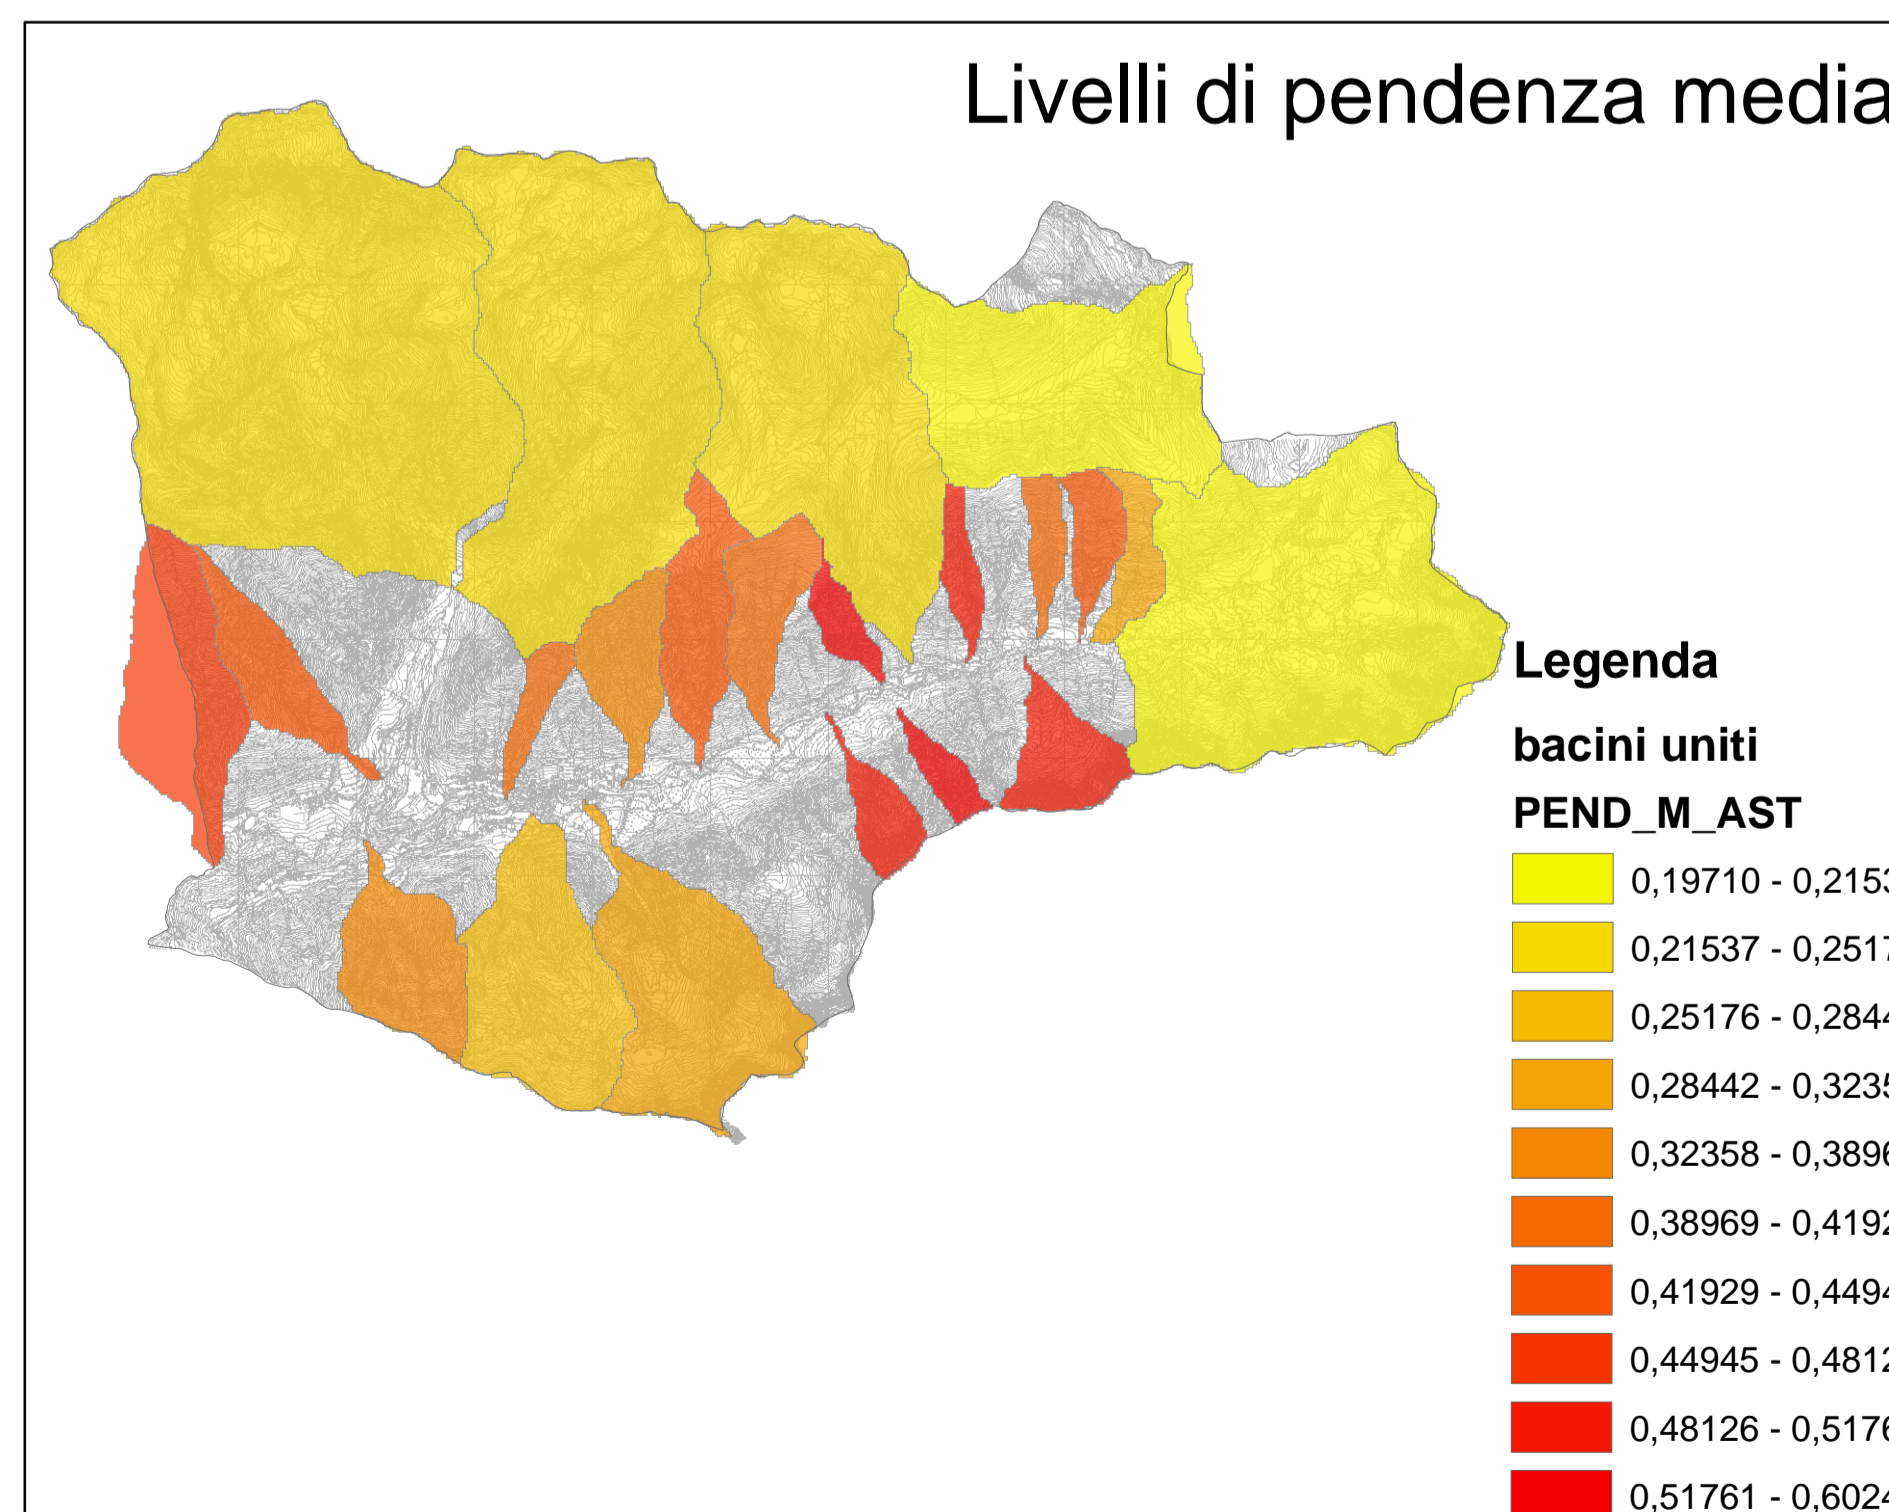 Livelli di pendenza media
Legenda
bacini uniti
PEND_M_AST
0,19710 - 0,2153
0,21537 - 0,2517
0,25176 - 0,2844
0,28442 - 0,3235
0,32358 - 0,3896
0,38969 - 0,4192
0,41929 - 0,4494
0,44945 - 0,4812
0,48126 - 0,5176
0,51761 - 0,6024